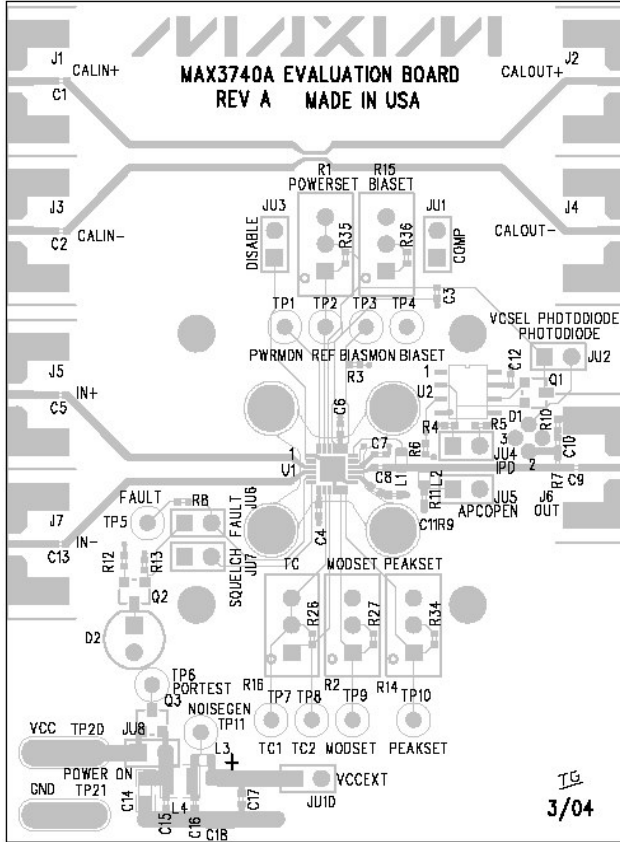 MAXIM
MAX3740A EVALUATION BOARD
REV A MADE IN USA
J1
CALIN+
C1
J2
CALOUT+
J3
CALIN-
C2
J4
CALOUT-
R1
POWERSET
R15
BIASET
JU3
DISABLE
R35
R36
JU1
COMP
C3
TP1
TP2
TP3
TP4
PWRMON
REF
BIASMON
BIASET
VCSEL PHOTODIODE
PHOTODIODE
JU2
J5
IN+
C5
R3
1
U2
C12
Q1
C6
D1
R10
R4
R5
3
JU4
IPD
2
C10
R7
C9
1
U1
C7
C8
L1
R6
L2
R11
C11
R9
JU5
APCOPEN
J6
OUT
J7
IN-
C13
FAULT
TP5
R8
JU6
FAULT
JU7
SQUELCH
C4
R12
R13
Q2
D2
TC
MODSET
PEAKSET
R26
R27
R34
R16
R2
R14
TP6
PORTEST
Q3
NOISEGEN
TP11
TP7
TP8
TP9
TP10
TC1
TC2
MODSET
PEAKSET
VCC
TP20
JU8
POWER ON
L3
+
GND
TP21
C14
C15
L4
C16
C17
C18
VCCEXT
JU10
TG
3/04